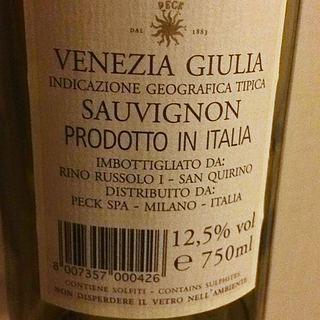 PECK
DAL 1883
VENEZIA GIULIA
INDICAZIONE GEOGRAFICA TIPICA
SAUVIGNON
PRODOTTO IN ITALIA
IMBOTTIGLIATO DA:
RINO RUSSOLO I - SAN QUIRINO
DISTRIBUITO DA:
PECK SPA - MILANO - ITALIA
12,5% vol
e 750ml
8 007357 000426
CONTIENE SOLFITI - CONTAINS SULPHITES
NON DISPERDERE IL VETRO NELL'AMBIENTE